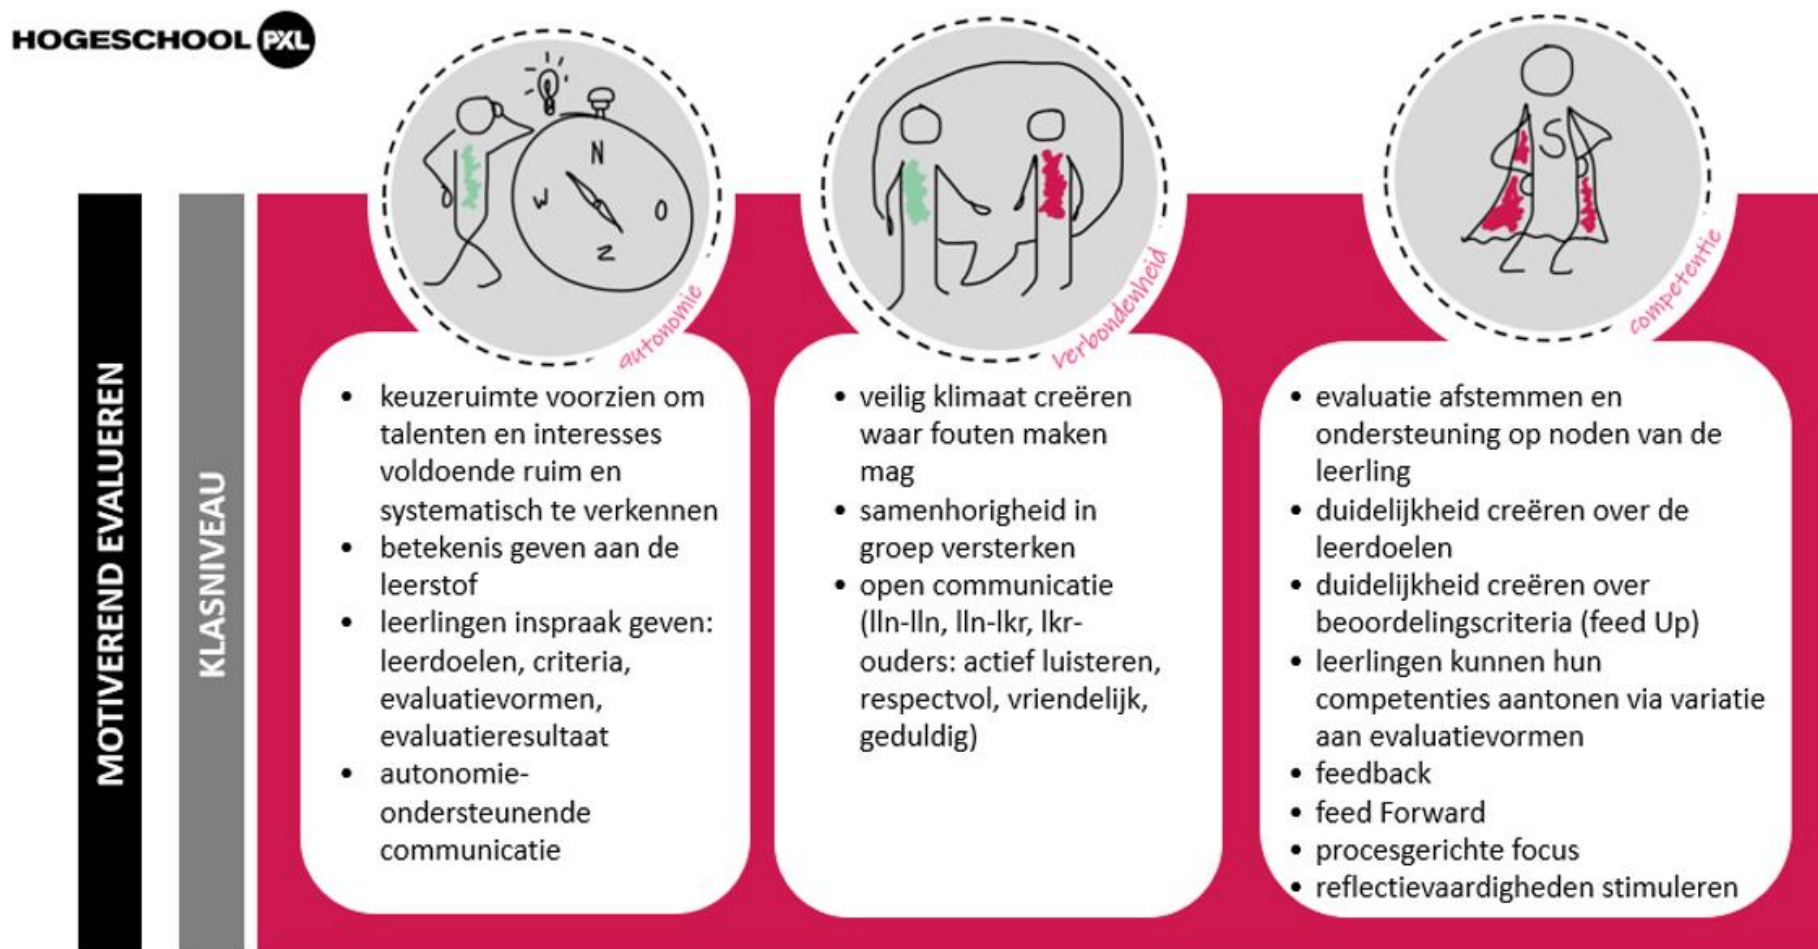 HOGESCHOOL PXL
MOTIVEREND EVALUEREN
KLASNIVEAU
N
W
O
Z
autonomie
• keuzeruimte voorzien om
talenten en interesses
voldoende ruim en
systematisch te verkennen
• betekenis geven aan de
leerstof
• leerlingen inspraak geven:
leerdoelen, criteria,
evaluatievormen,
evaluatieresultaat
• autonomie-
ondersteunende
communicatie
verbondenheid
• veilig klimaat creëren
waar fouten maken
mag
• samenhorigheid in
groep versterken
• open communicatie
(lln-lln, lln-lkr, lkr-
ouders: actief luisteren,
respectvol, vriendelijk,
geduldig)
S
competentie
• evaluatie afstemmen en
ondersteuning op noden van de
leerling
• duidelijkheid creëren over de
leerdoelen
• duidelijkheid creëren over
beoordelingscriteria (feed Up)
• leerlingen kunnen hun
competenties aantonen via variatie
aan evaluatievormen
• feedback
• feed Forward
• procesgerichte focus
• reflectievaardigheden stimuleren